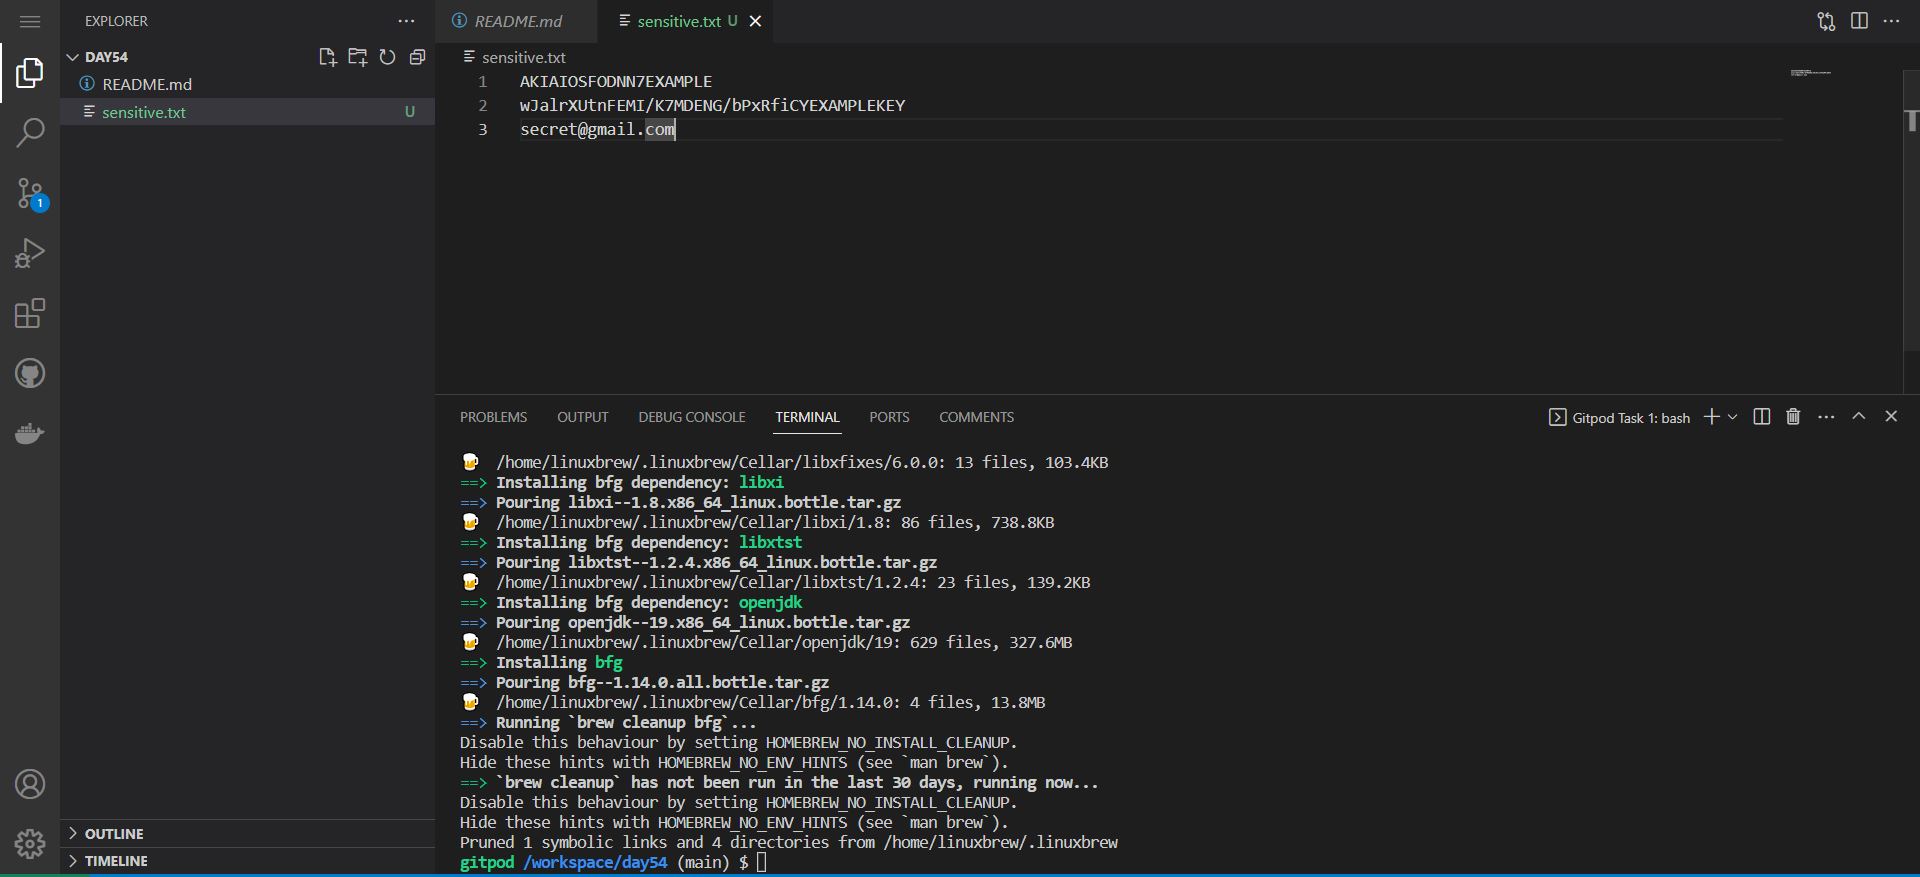 EXPLORER
DAY54
README.md
sensitive.txt U
1
OUTLINE
TIMELINE
README.md
sensitive.txt U
sensitive.txt
1 AKIAIOSFODNN7EXAMPLE
2 wJalrXUtnFEMI/K7MDENG/bPxRfiCYEXAMPLEKEY
3 secret@gmail.com
PROBLEMS OUTPUT DEBUG CONSOLE TERMINAL PORTS COMMENTS
Gitpod Task 1: bash
/home/linuxbrew/.linuxbrew/Cellar/libxfixes/6.0.0: 13 files, 103.4KB
==> Installing bfg dependency: libxi
==> Pouring libxi--1.8.x86_64_linux.bottle.tar.gz
/home/linuxbrew/.linuxbrew/Cellar/libxi/1.8: 86 files, 738.8KB
==> Installing bfg dependency: libxtst
==> Pouring libxtst--1.2.4.x86_64_linux.bottle.tar.gz
/home/linuxbrew/.linuxbrew/Cellar/libxtst/1.2.4: 23 files, 139.2KB
==> Installing bfg dependency: openjdk
==> Pouring openjdk--19.x86_64_linux.bottle.tar.gz
/home/linuxbrew/.linuxbrew/Cellar/openjdk/19: 629 files, 327.6MB
==> Installing bfg
==> Pouring bfg--1.14.0.all.bottle.tar.gz
/home/linuxbrew/.linuxbrew/Cellar/bfg/1.14.0: 4 files, 13.8MB
==> Running `brew cleanup bfg`...
Disable this behaviour by setting HOMEBREW_NO_INSTALL_CLEANUP.
Hide these hints with HOMEBREW_NO_ENV_HINTS (see `man brew`).
==> `brew cleanup` has not been run in the last 30 days, running now...
Disable this behaviour by setting HOMEBREW_NO_INSTALL_CLEANUP.
Hide these hints with HOMEBREW_NO_ENV_HINTS (see `man brew`).
Pruned 1 symbolic links and 4 directories from /home/linuxbrew/.linuxbrew
gitpod /workspace/day54 (main) $